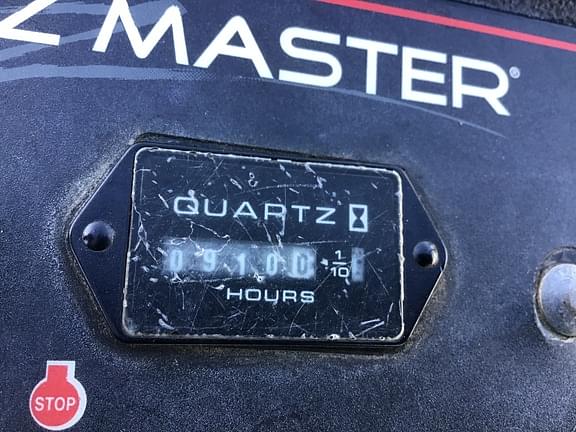 Z MASTER®
QUARTZ
09100 1/10
HOURS
STOP